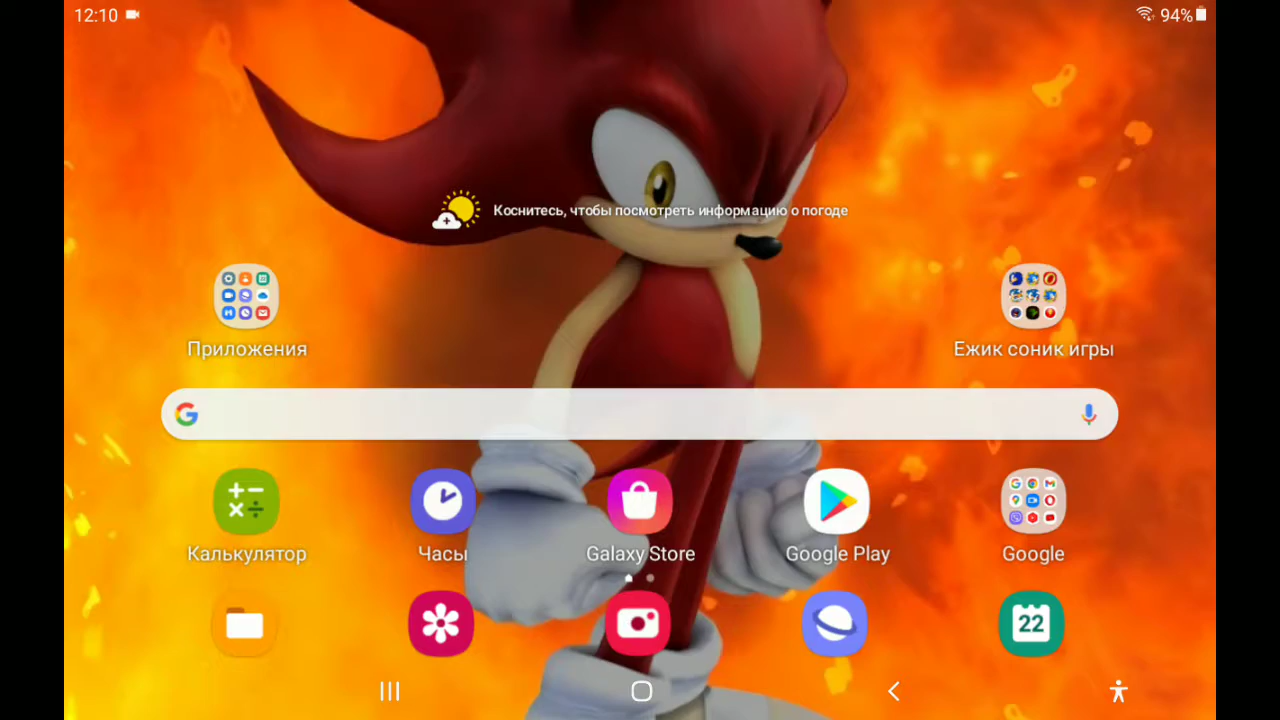 12:10
94%
Коснитесь, чтобы посмотреть информацию о погоде
Приложения
Ежик соник игры
Калькулятор
Часы
Galaxy Store
Google Play
Google
22